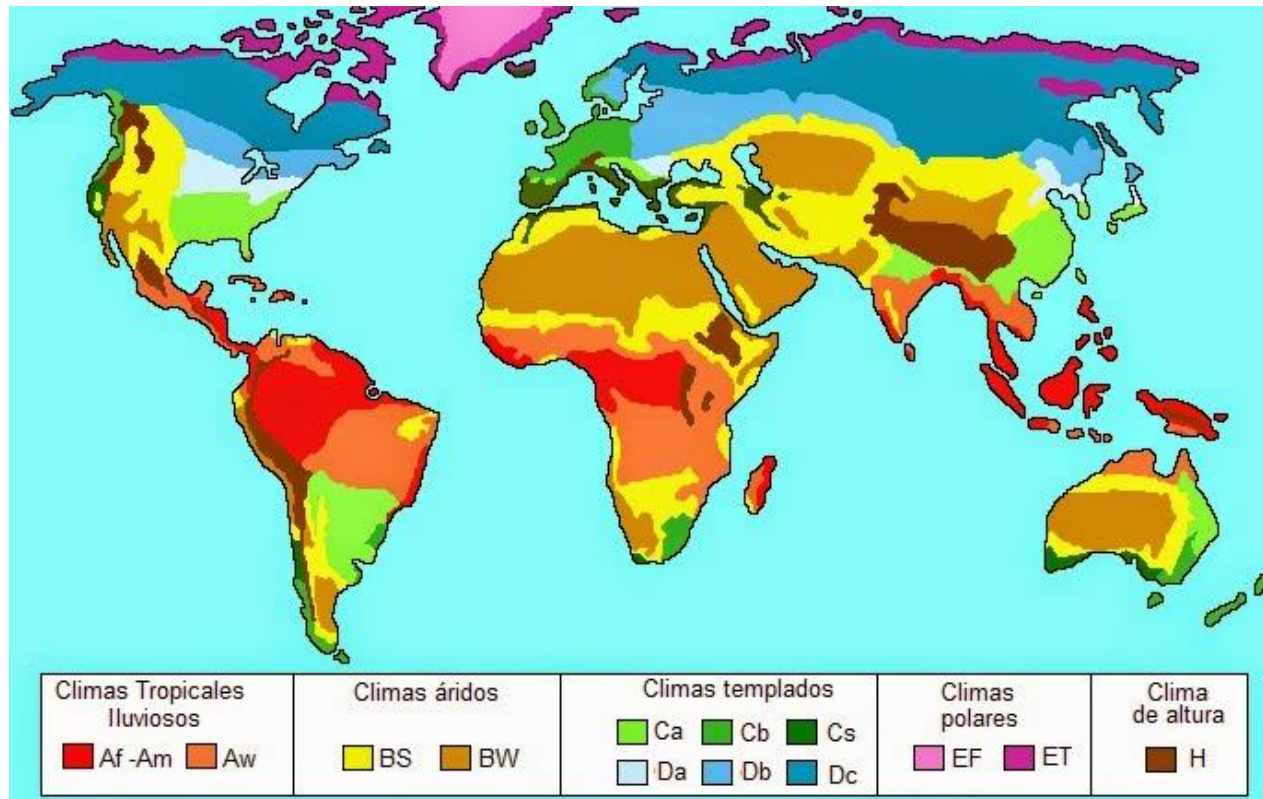 Climas Tropicales
lluviosos
Af -Am Aw
Climas áridos
BS BW
Climas templados
Ca Cb Cs
Da Db Dc
Climas
polares
EF ET
Clima
de altura
H